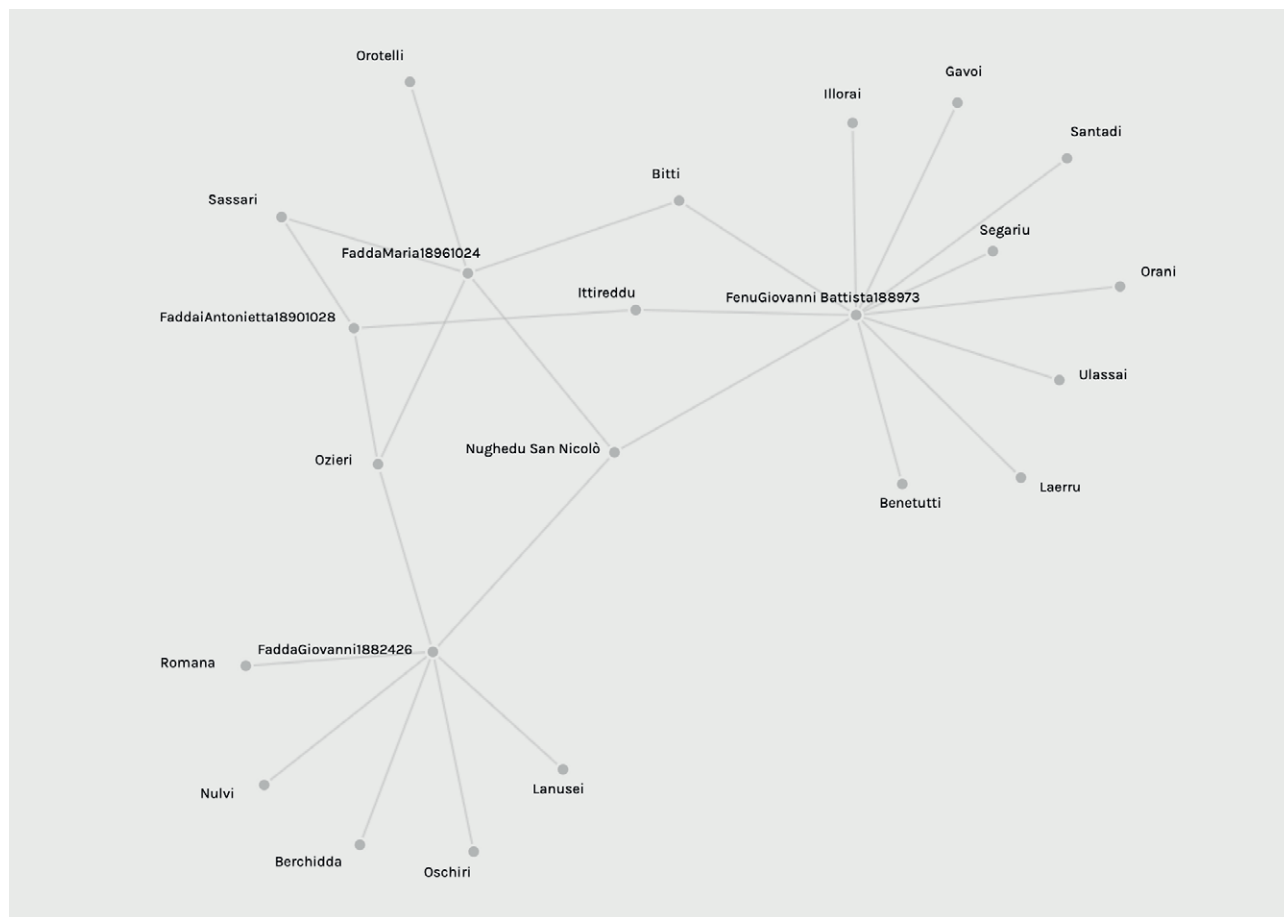 Orotelli
Gavoi
Illorai
Santadi
Bitti
Sassari
Segariu
FaddaMaria18961024
Orani
Ittireddu
FenuGiovanni Battista188973
FaddaiAntonietta18901028
Ulassai
Nughedu San Nicolò
Ozieri
Laerru
Benetutti
FaddaGiovanni1882426
Romana
Lanusei
Nulvi
Berchidda
Oschiri